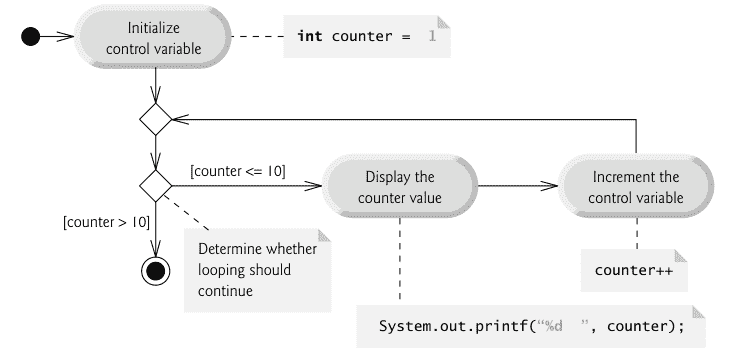 Initialize
control variable
int counter =  1
[counter <= 10]
Display the
counter value
Increment the
control variable
[counter > 10]
Determine whether
looping should
continue
counter++
System.out.printf(“%d  ”, counter);